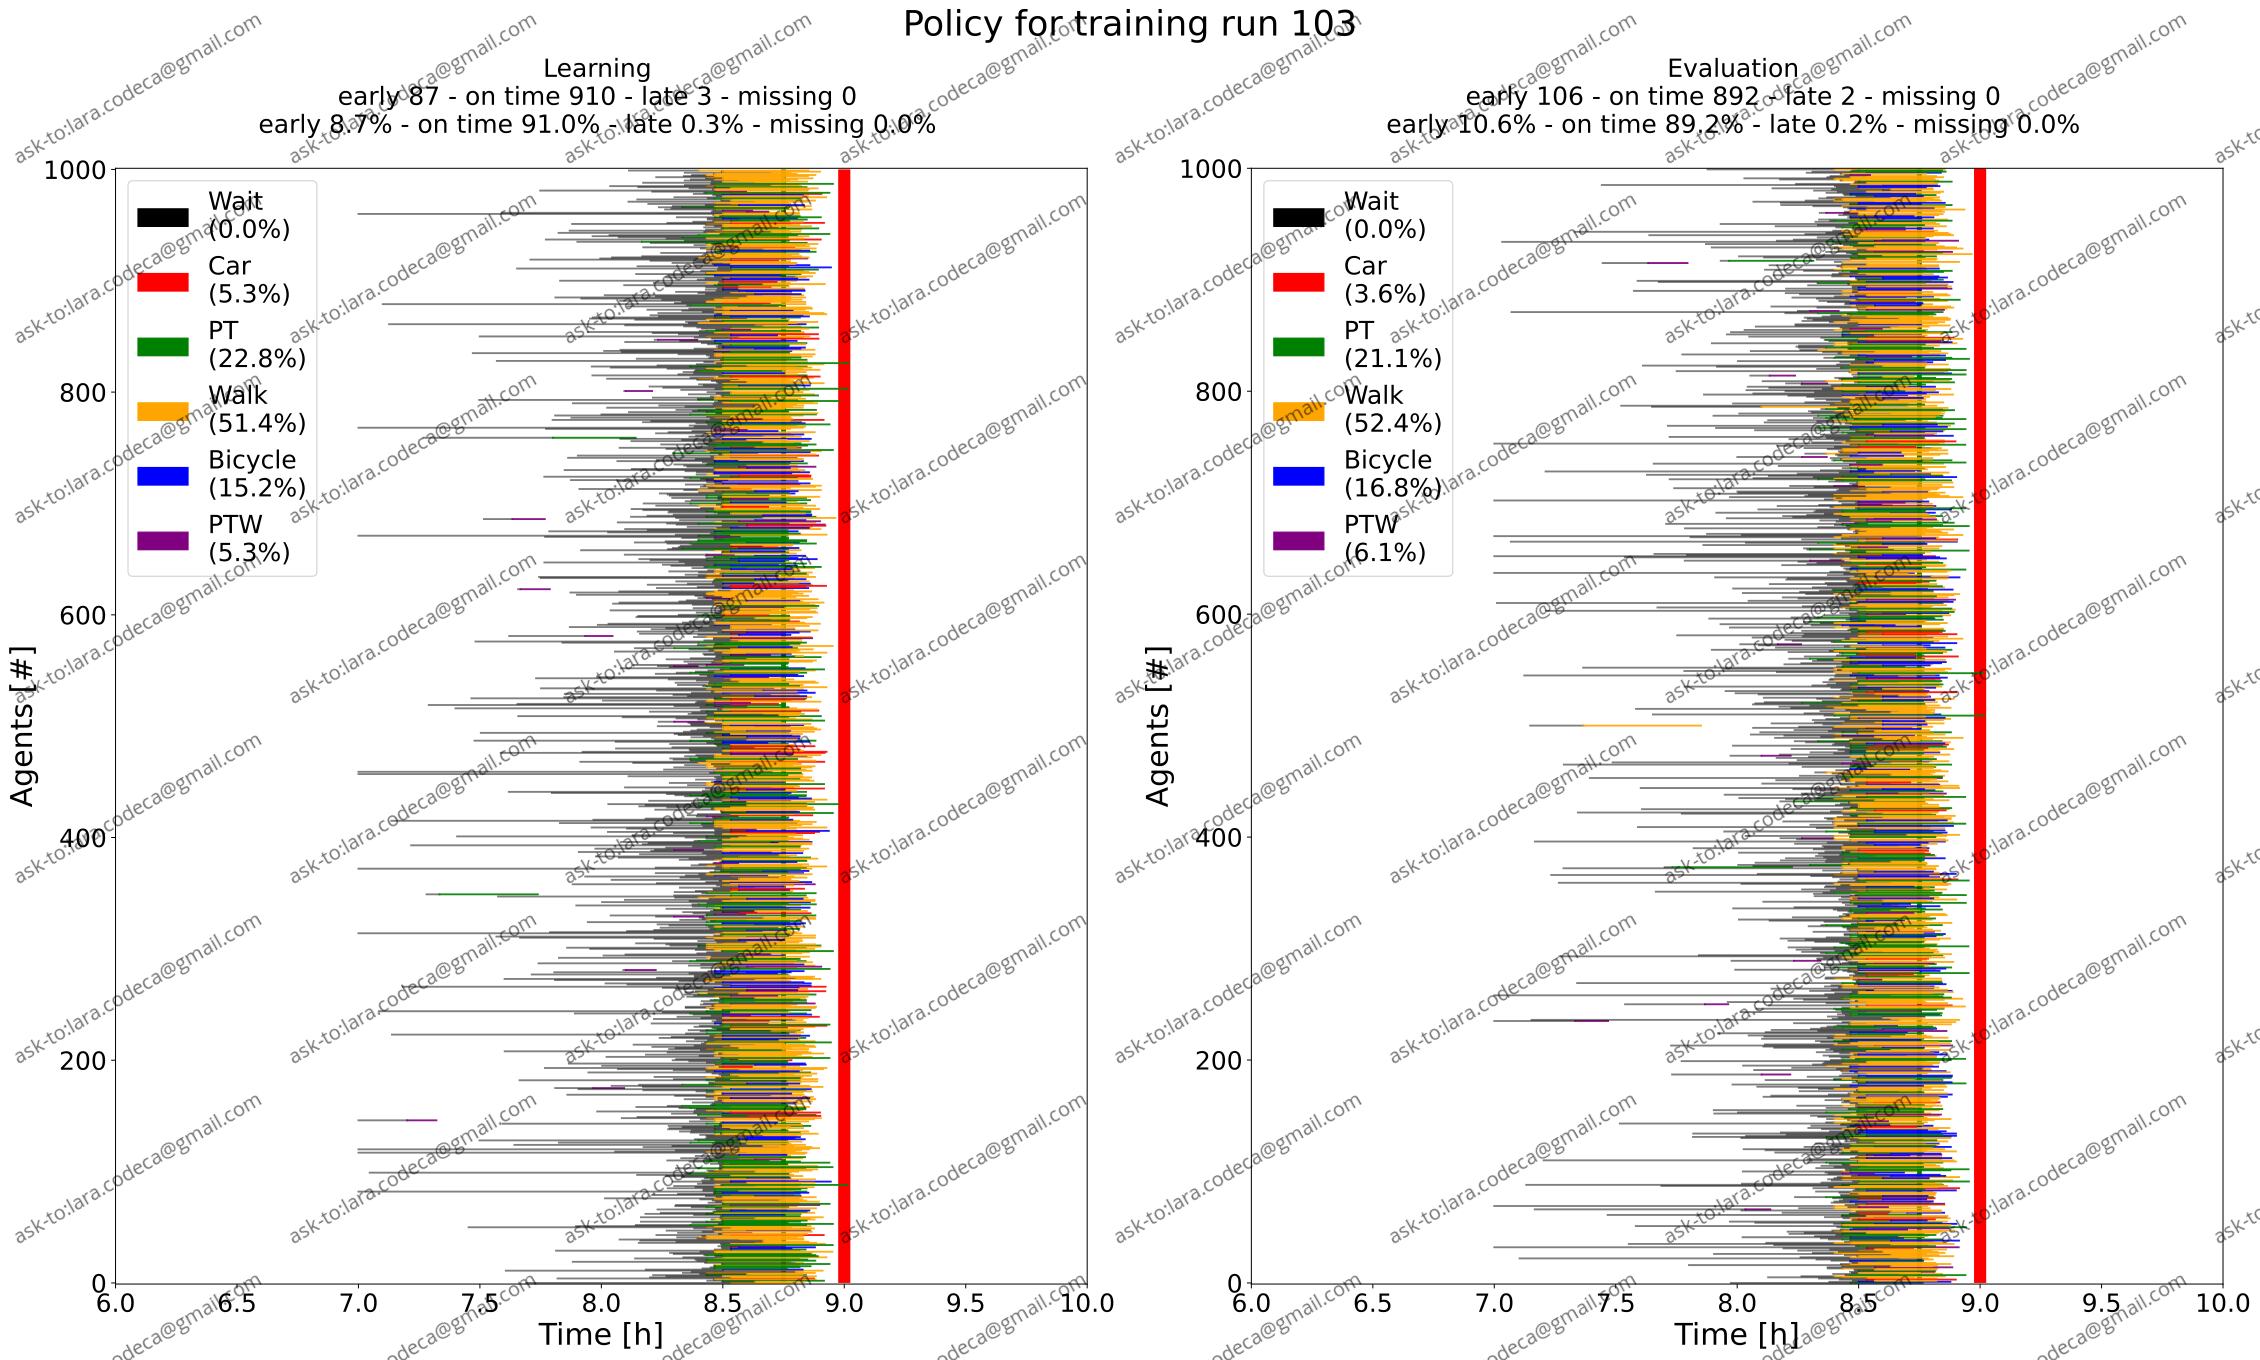 Policy for training run 103
Learning
early 87 - on time 910 - late 3 - missing 0
early 8.7% - on time 91.0% - late 0.3% - missing 0.0%
Agents [#]
1000
800
600
400
200
0
Wait
(0.0%)
Car
(5.3%)
PT
(22.8%)
Walk
(51.4%)
Bicycle
(15.2%)
PTW
(5.3%)
6.0 6.5 7.0 7.5 8.0 8.5 9.0 9.5 10.0
Time [h]
Evaluation
early 106 - on time 892 - late 2 - missing 0
early 10.6% - on time 89.2% - late 0.2% - missing 0.0%
Agents [#]
1000
800
600
400
200
0
Wait
(0.0%)
Car
(3.6%)
PT
(21.1%)
Walk
(52.4%)
Bicycle
(16.8%)
PTW
(6.1%)
6.0 6.5 7.0 7.5 8.0 8.5 9.0 9.5 10.0
Time [h]
ask-to:lara.codeca@gmail.com